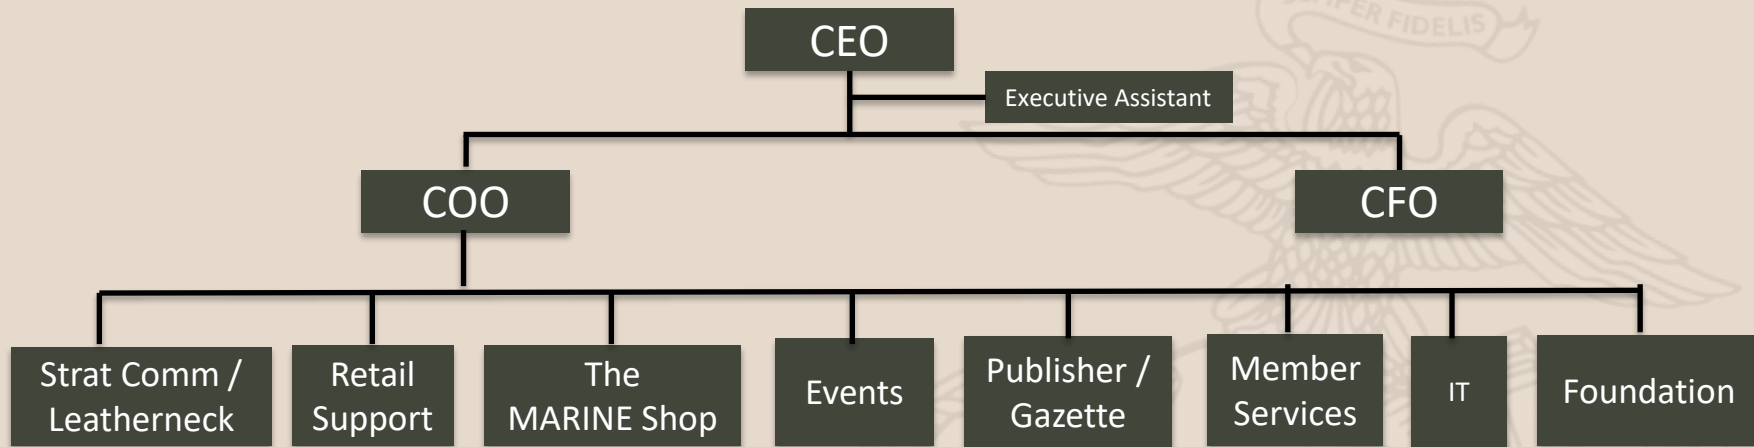 SEMPER FIDELIS
CEO
Executive Assistant
COO
CFO
Strat Comm /
Leatherneck
Retail
Support
The
MARINE Shop
Events
Publisher /
Gazette
Member
Services
IT
Foundation